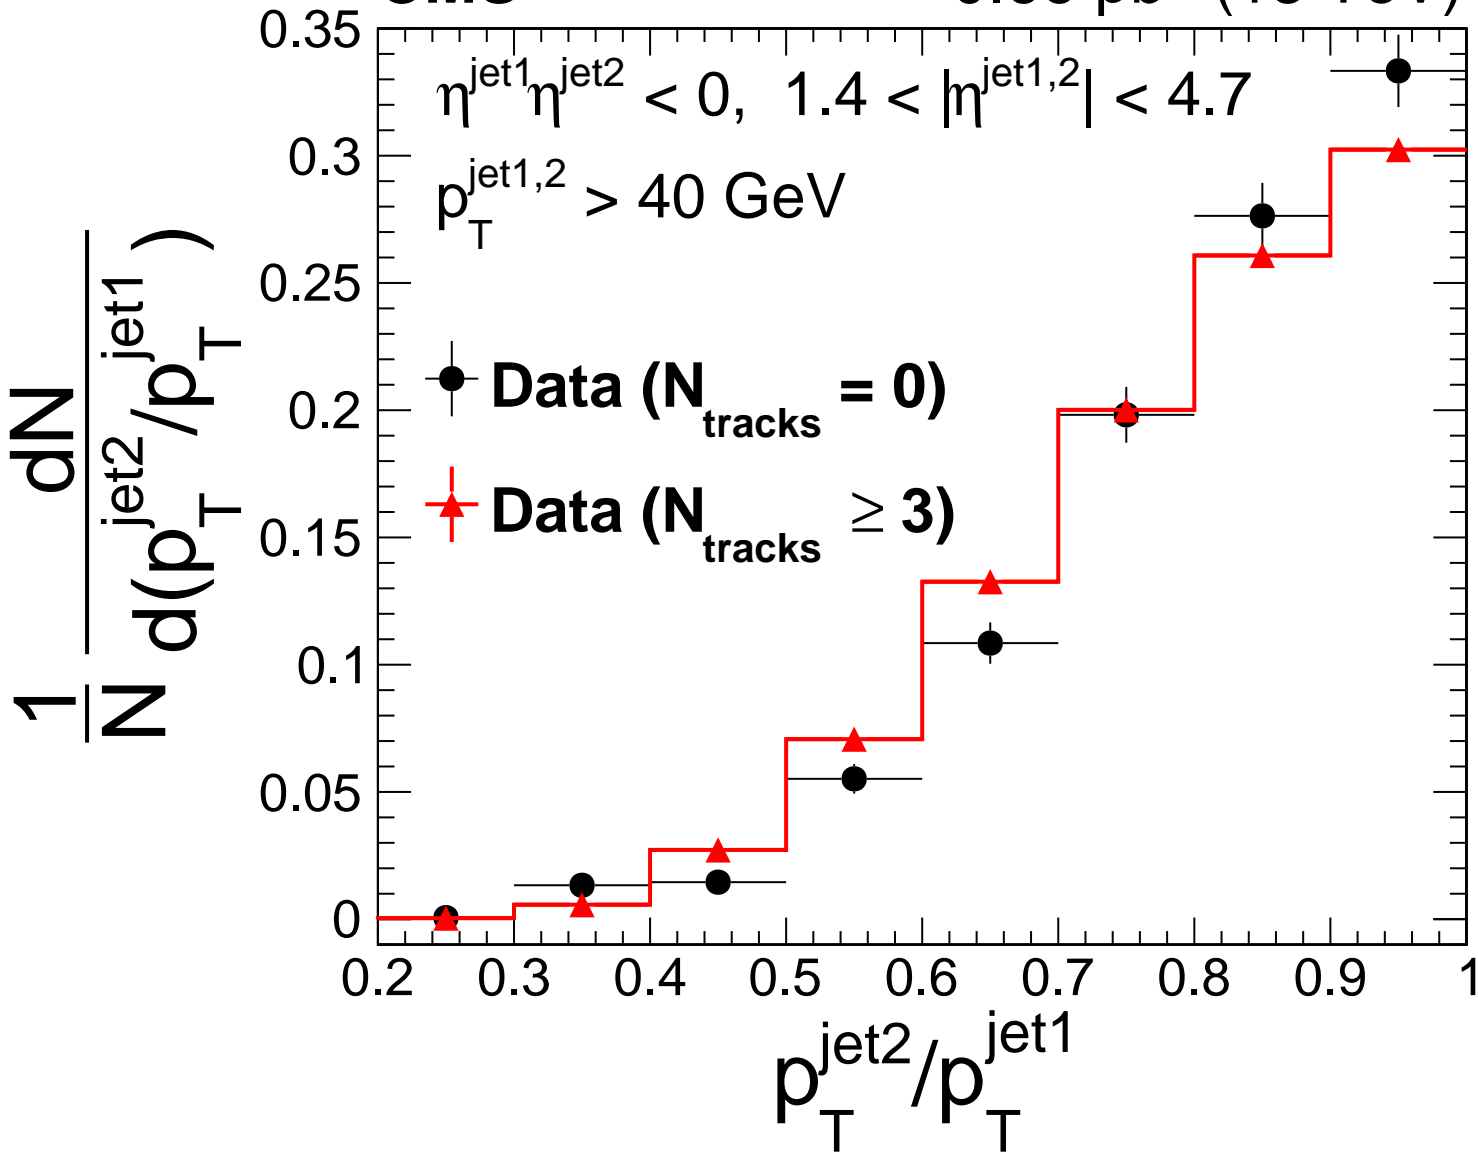 η^jet1 η^jet2 < 0, 1.4 < |η^jet1,2| < 4.7
p_T^jet1,2 > 40 GeV
Data (N_tracks = 0)
Data (N_tracks ≥ 3)
1/N dN/d(p_T^jet2/p_T^jet1)
0.35
0.3
0.25
0.2
0.15
0.1
0.05
0
0.2 0.3 0.4 0.5 0.6 0.7 0.8 0.9 1
p_T^jet2/p_T^jet1